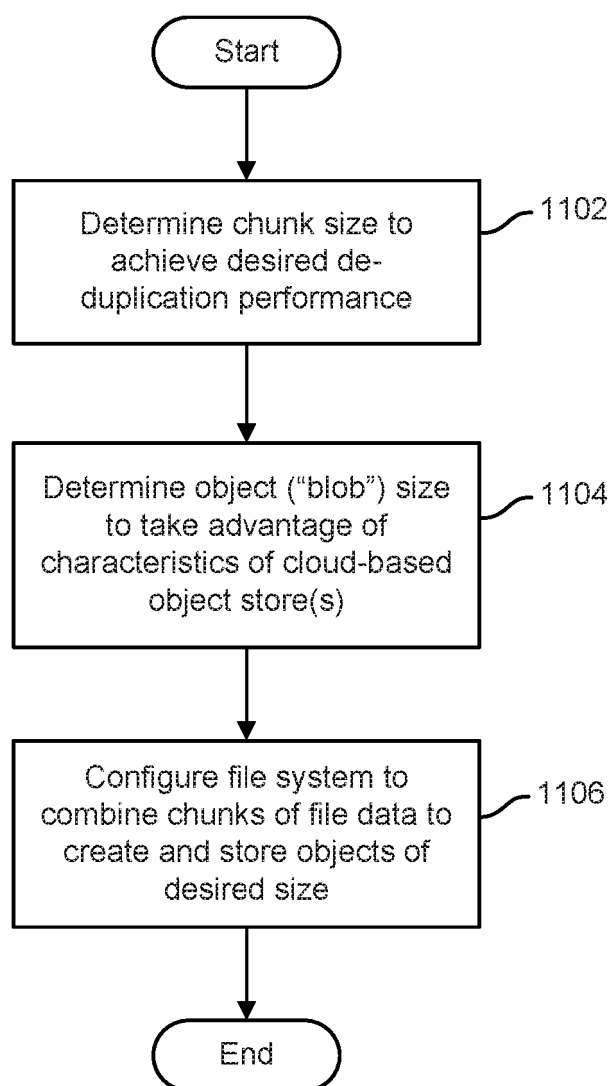 Start
Determine chunk size to
achieve desired de-
duplication performance
1102
Determine object ("blob") size
to take advantage of
characteristics of cloud-based
object store(s)
1104
Configure file system to
combine chunks of file data to
create and store objects of
desired size
1106
End